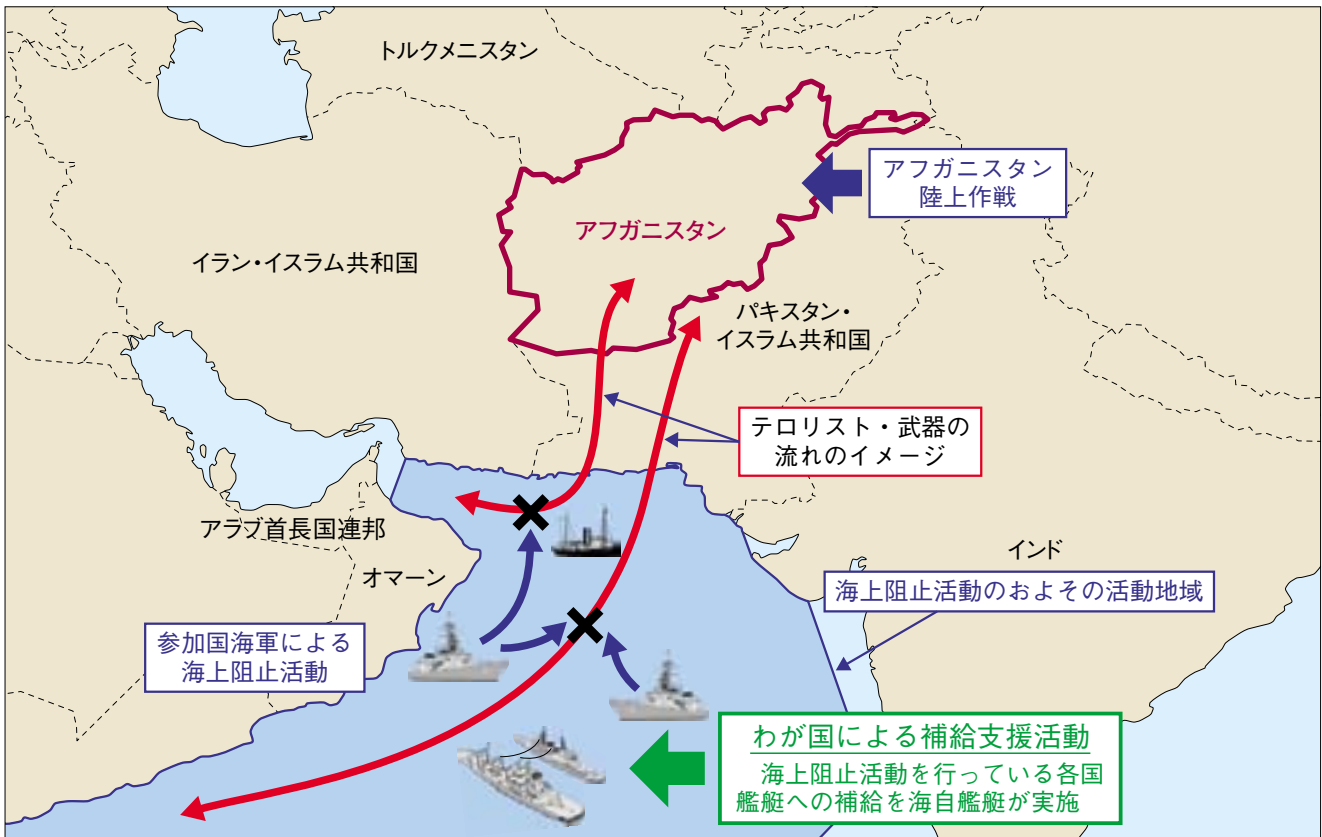 トルクメニスタン
アフガニスタン
陸上作戦
アフガニスタン
イラン・イスラム共和国
パキスタン・
イスラム共和国
テロリスト・武器の
流れのイメージ
アラブ首長国連邦
オマーン
インド
海上阻止活動のおよその活動地域
参加国海軍による
海上阻止活動
わが国による補給支援活動
海上阻止活動を行っている各国
艦艇への補給を海自艦艇が実施